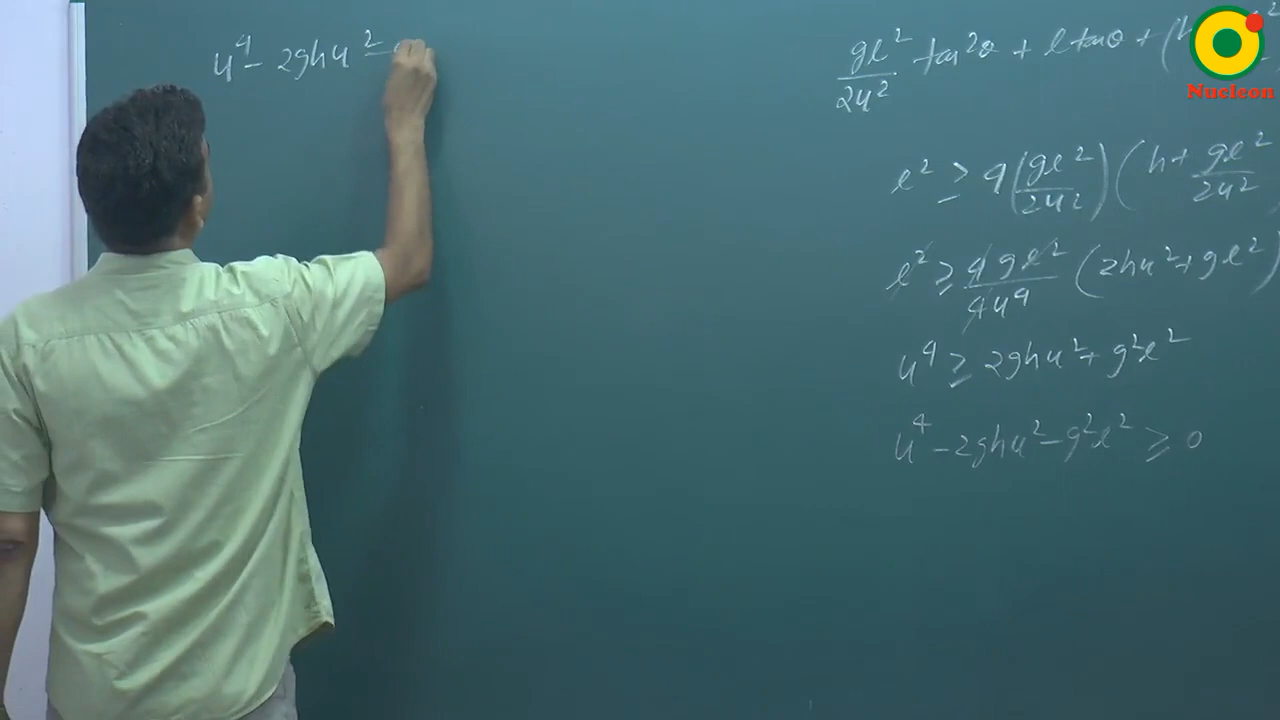 u⁴ - 2ghu² -
gℓ²/2u² tan²θ + ℓ tanθ + (
ℓ² ≥ 4(gℓ²/2u²)(h + gℓ²/2u²
ℓ² ≥ 4gℓ²/4u⁴ (2hu² + gℓ²)
u⁴ ≥ 2ghu² + g²ℓ²
u⁴ - 2ghu² - g²ℓ² ≥ 0
Nucleon